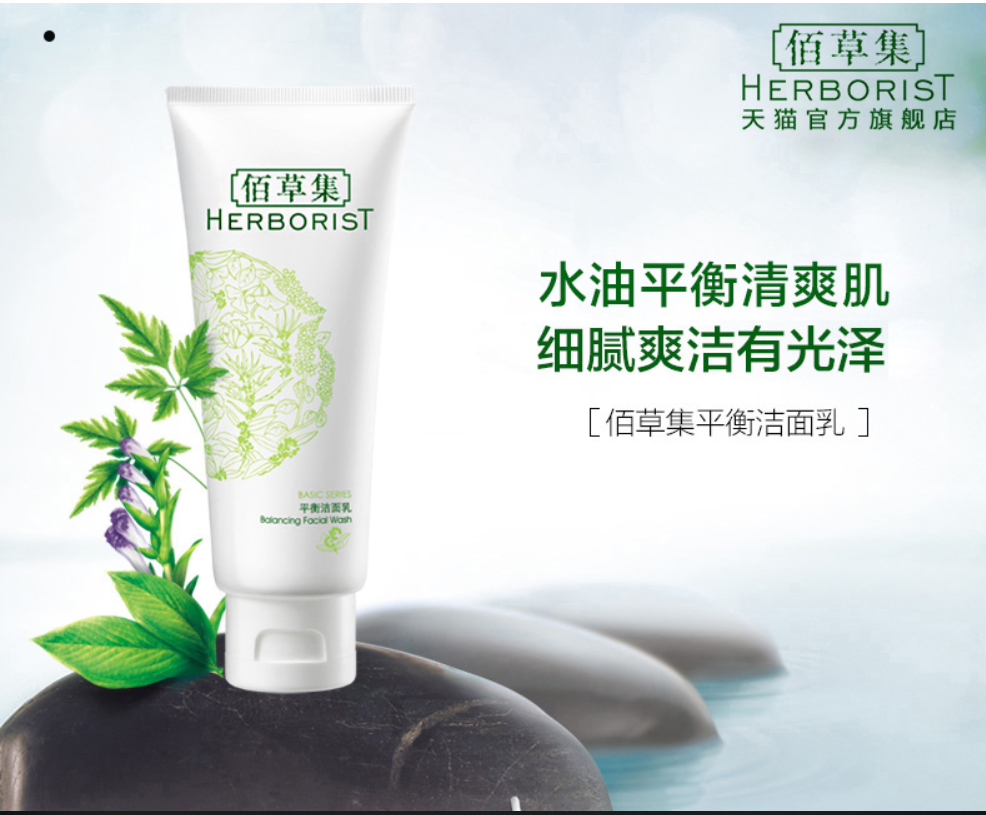 佰草集
HERBORIST
天猫官方旗舰店
佰草集
HERBORIST
BASIC SERIES
平衡洁面乳
Balancing Facial Wash
水油平衡清爽肌
细腻爽洁有光泽
[ 佰草集平衡洁面乳 ]